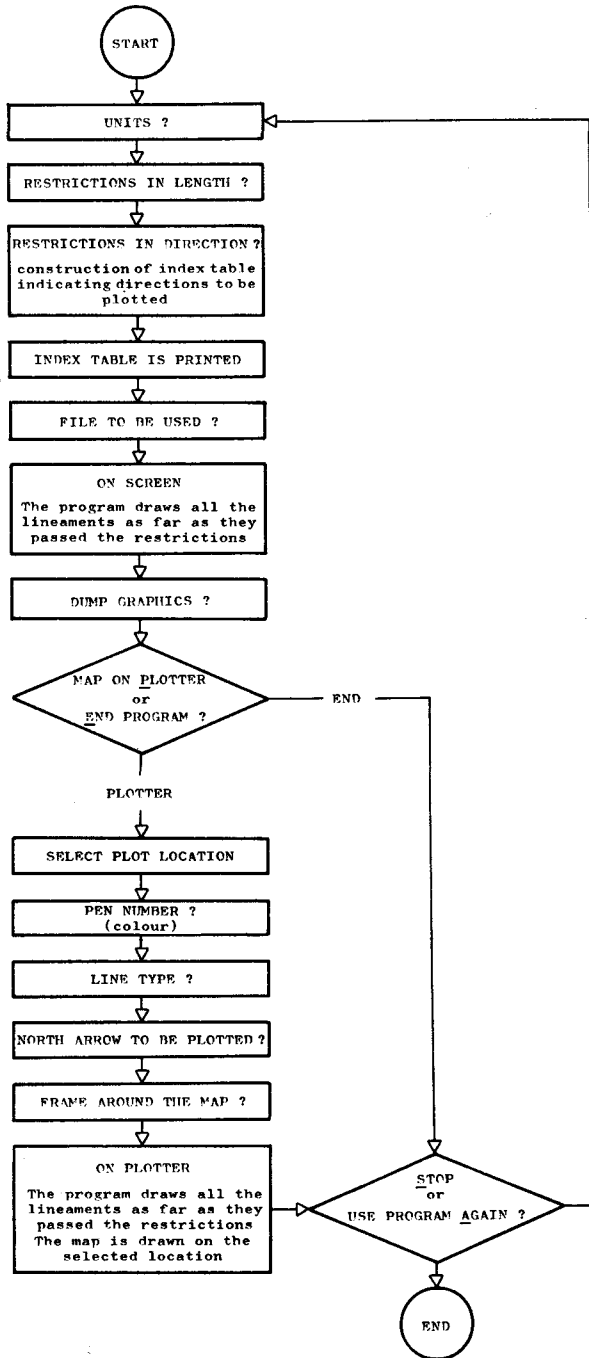 START
UNITS ?
RESTRICTIONS IN LENGTH ?
RESTRICTIONS IN DIRECTION ?
construction of index table
indicating directions to be
plotted
INDEX TABLE IS PRINTED
FILE TO BE USED ?
ON SCREEN
The program draws all the
lineaments as far as they
passed the restrictions
DUMP GRAPHICS ?
MAP ON PLOTTER
or
END PROGRAM ?
END
PLOTTER
SELECT PLOT LOCATION
PEN NUMBER ?
(colour)
LINE TYPE ?
NORTH ARROW TO BE PLOTTED ?
FRAME AROUND THE MAP ?
ON PLOTTER
The program draws all the
lineaments as far as they
passed the restrictions
The map is drawn on the
selected location
STOP
or
USE PROGRAM AGAIN ?
END